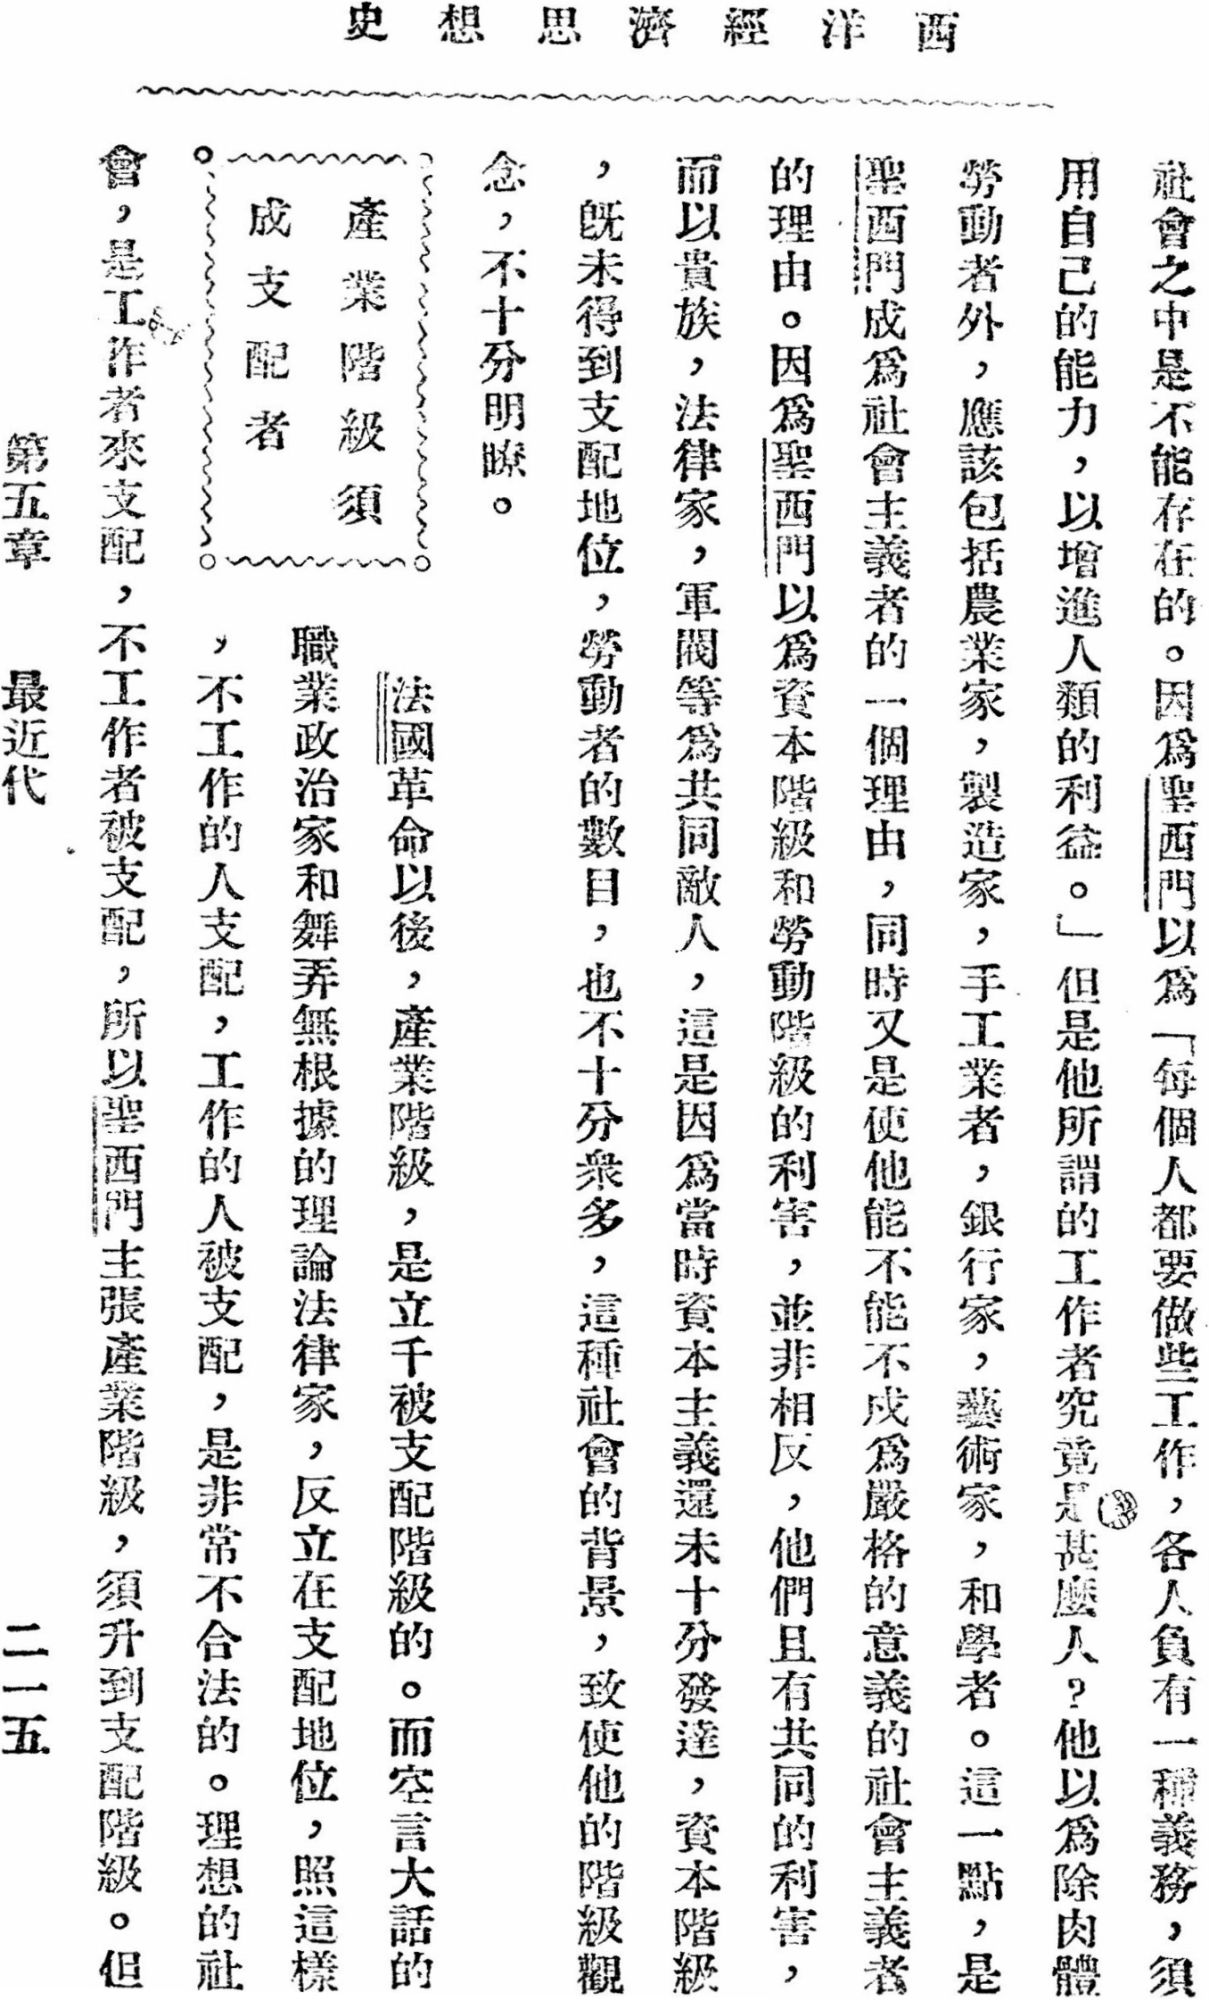 西洋經濟思想史
社會之中是不能存在的。因爲聖西門以爲「每個人都要做些工作，各人負有一種義務，須
用自己的能力，以增進人類的利益。」但是他所謂的工作者究竟是甚麼人？他以爲除肉體
勞動者外，應該包括農業家，製造家，手工業者，銀行家，藝術家，和學者。這一點，是
聖西門成爲社會主義者的一個理由，同時又是使他能不能不成爲嚴格的意義的社會主義者
的理由。因爲聖西門以爲資本階級和勞動階級的利害，並非相反，他們且有共同的利害，
而以貴族，法律家，軍閥等爲共同敵人，這是因爲當時資本主義還未十分發達，資本階級
，旣未得到支配地位，勞動者的數目，也不十分衆多，這種社會的背景，致使他的階級觀
念，不十分明瞭。
產業階級須
成支配者
法國革命以後，產業階級，是立千被支配階級的。而空言大話的
職業政治家和舞弄無根據的理論法律家，反立在支配地位，照這樣
，不工作的人支配，工作的人被支配，是非常不合法的。理想的社
會，是工作者來支配，不工作者被支配，所以聖西門主張產業階級，須升到支配階級。但
第五章 最近代 二一五